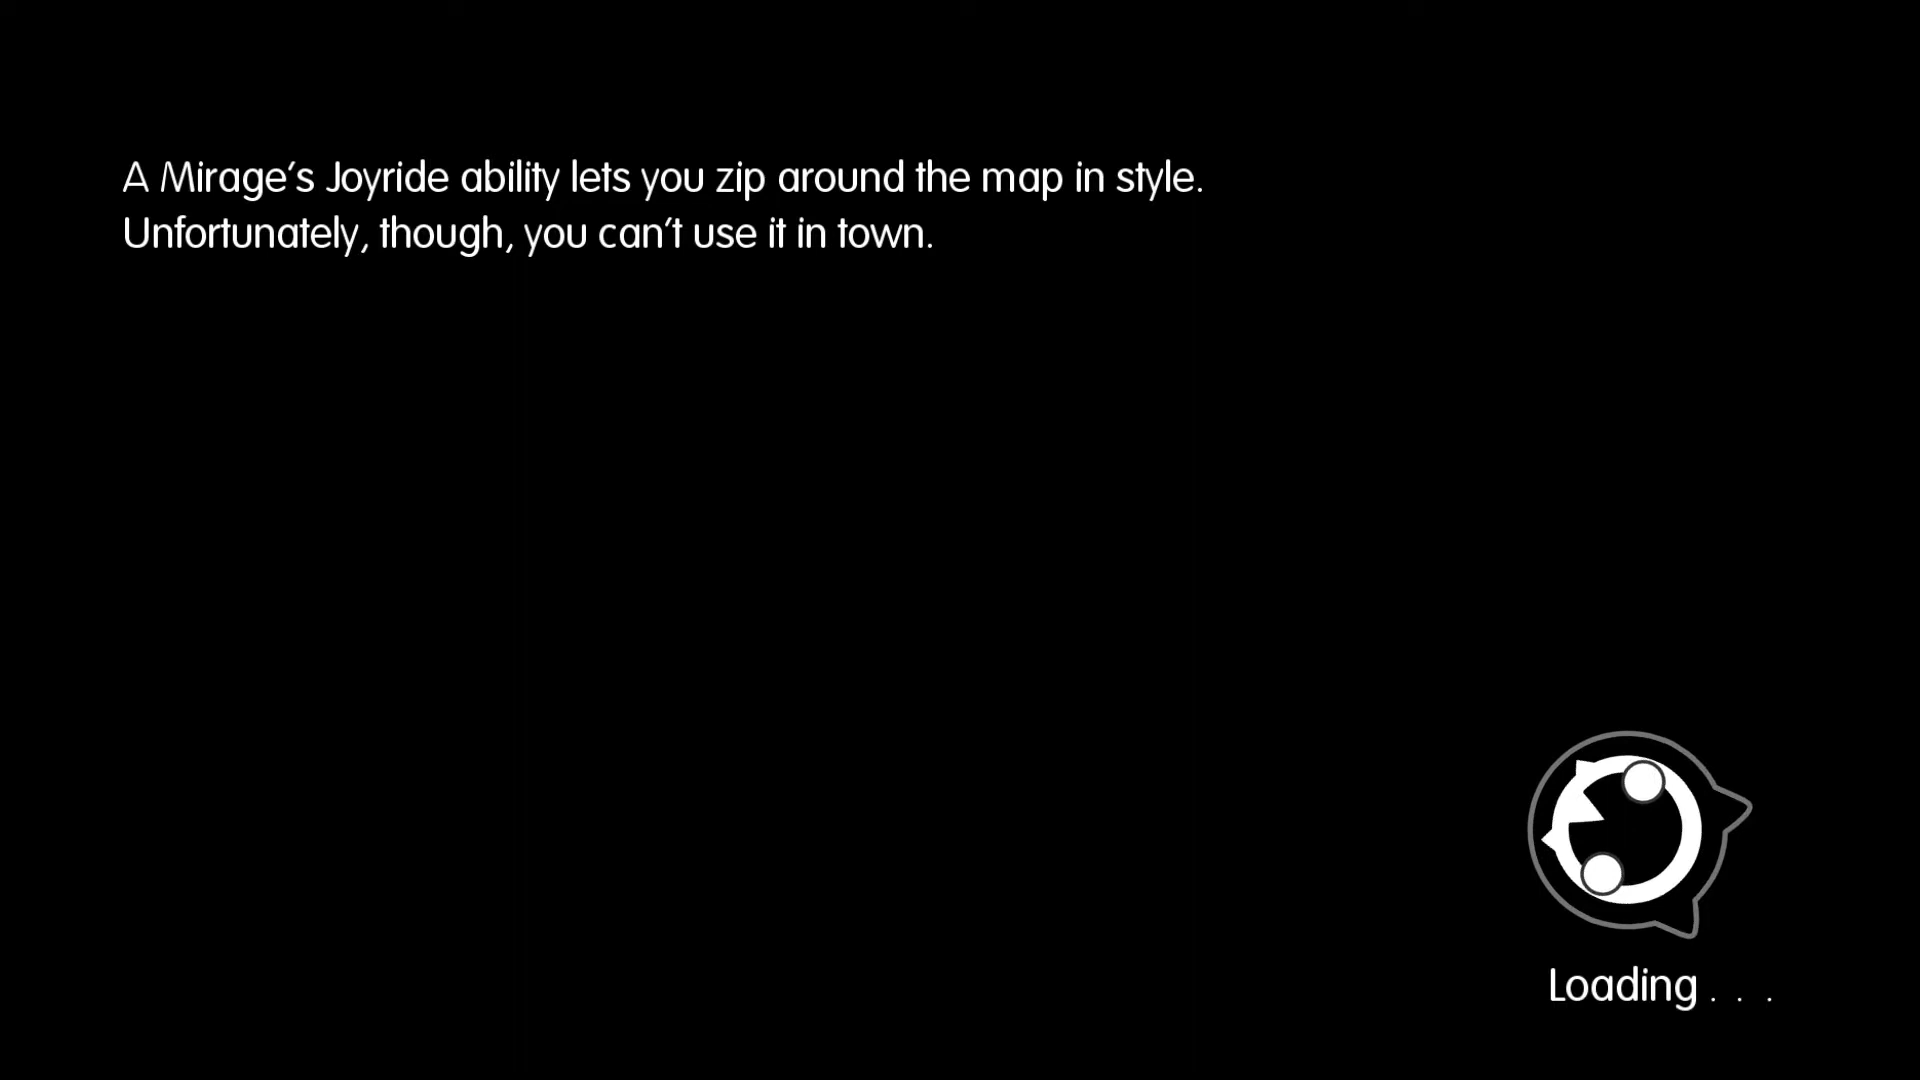 A Mirage's Joyride ability lets you zip around the map in style.
Unfortunately, though, you can't use it in town.
Loading . . .